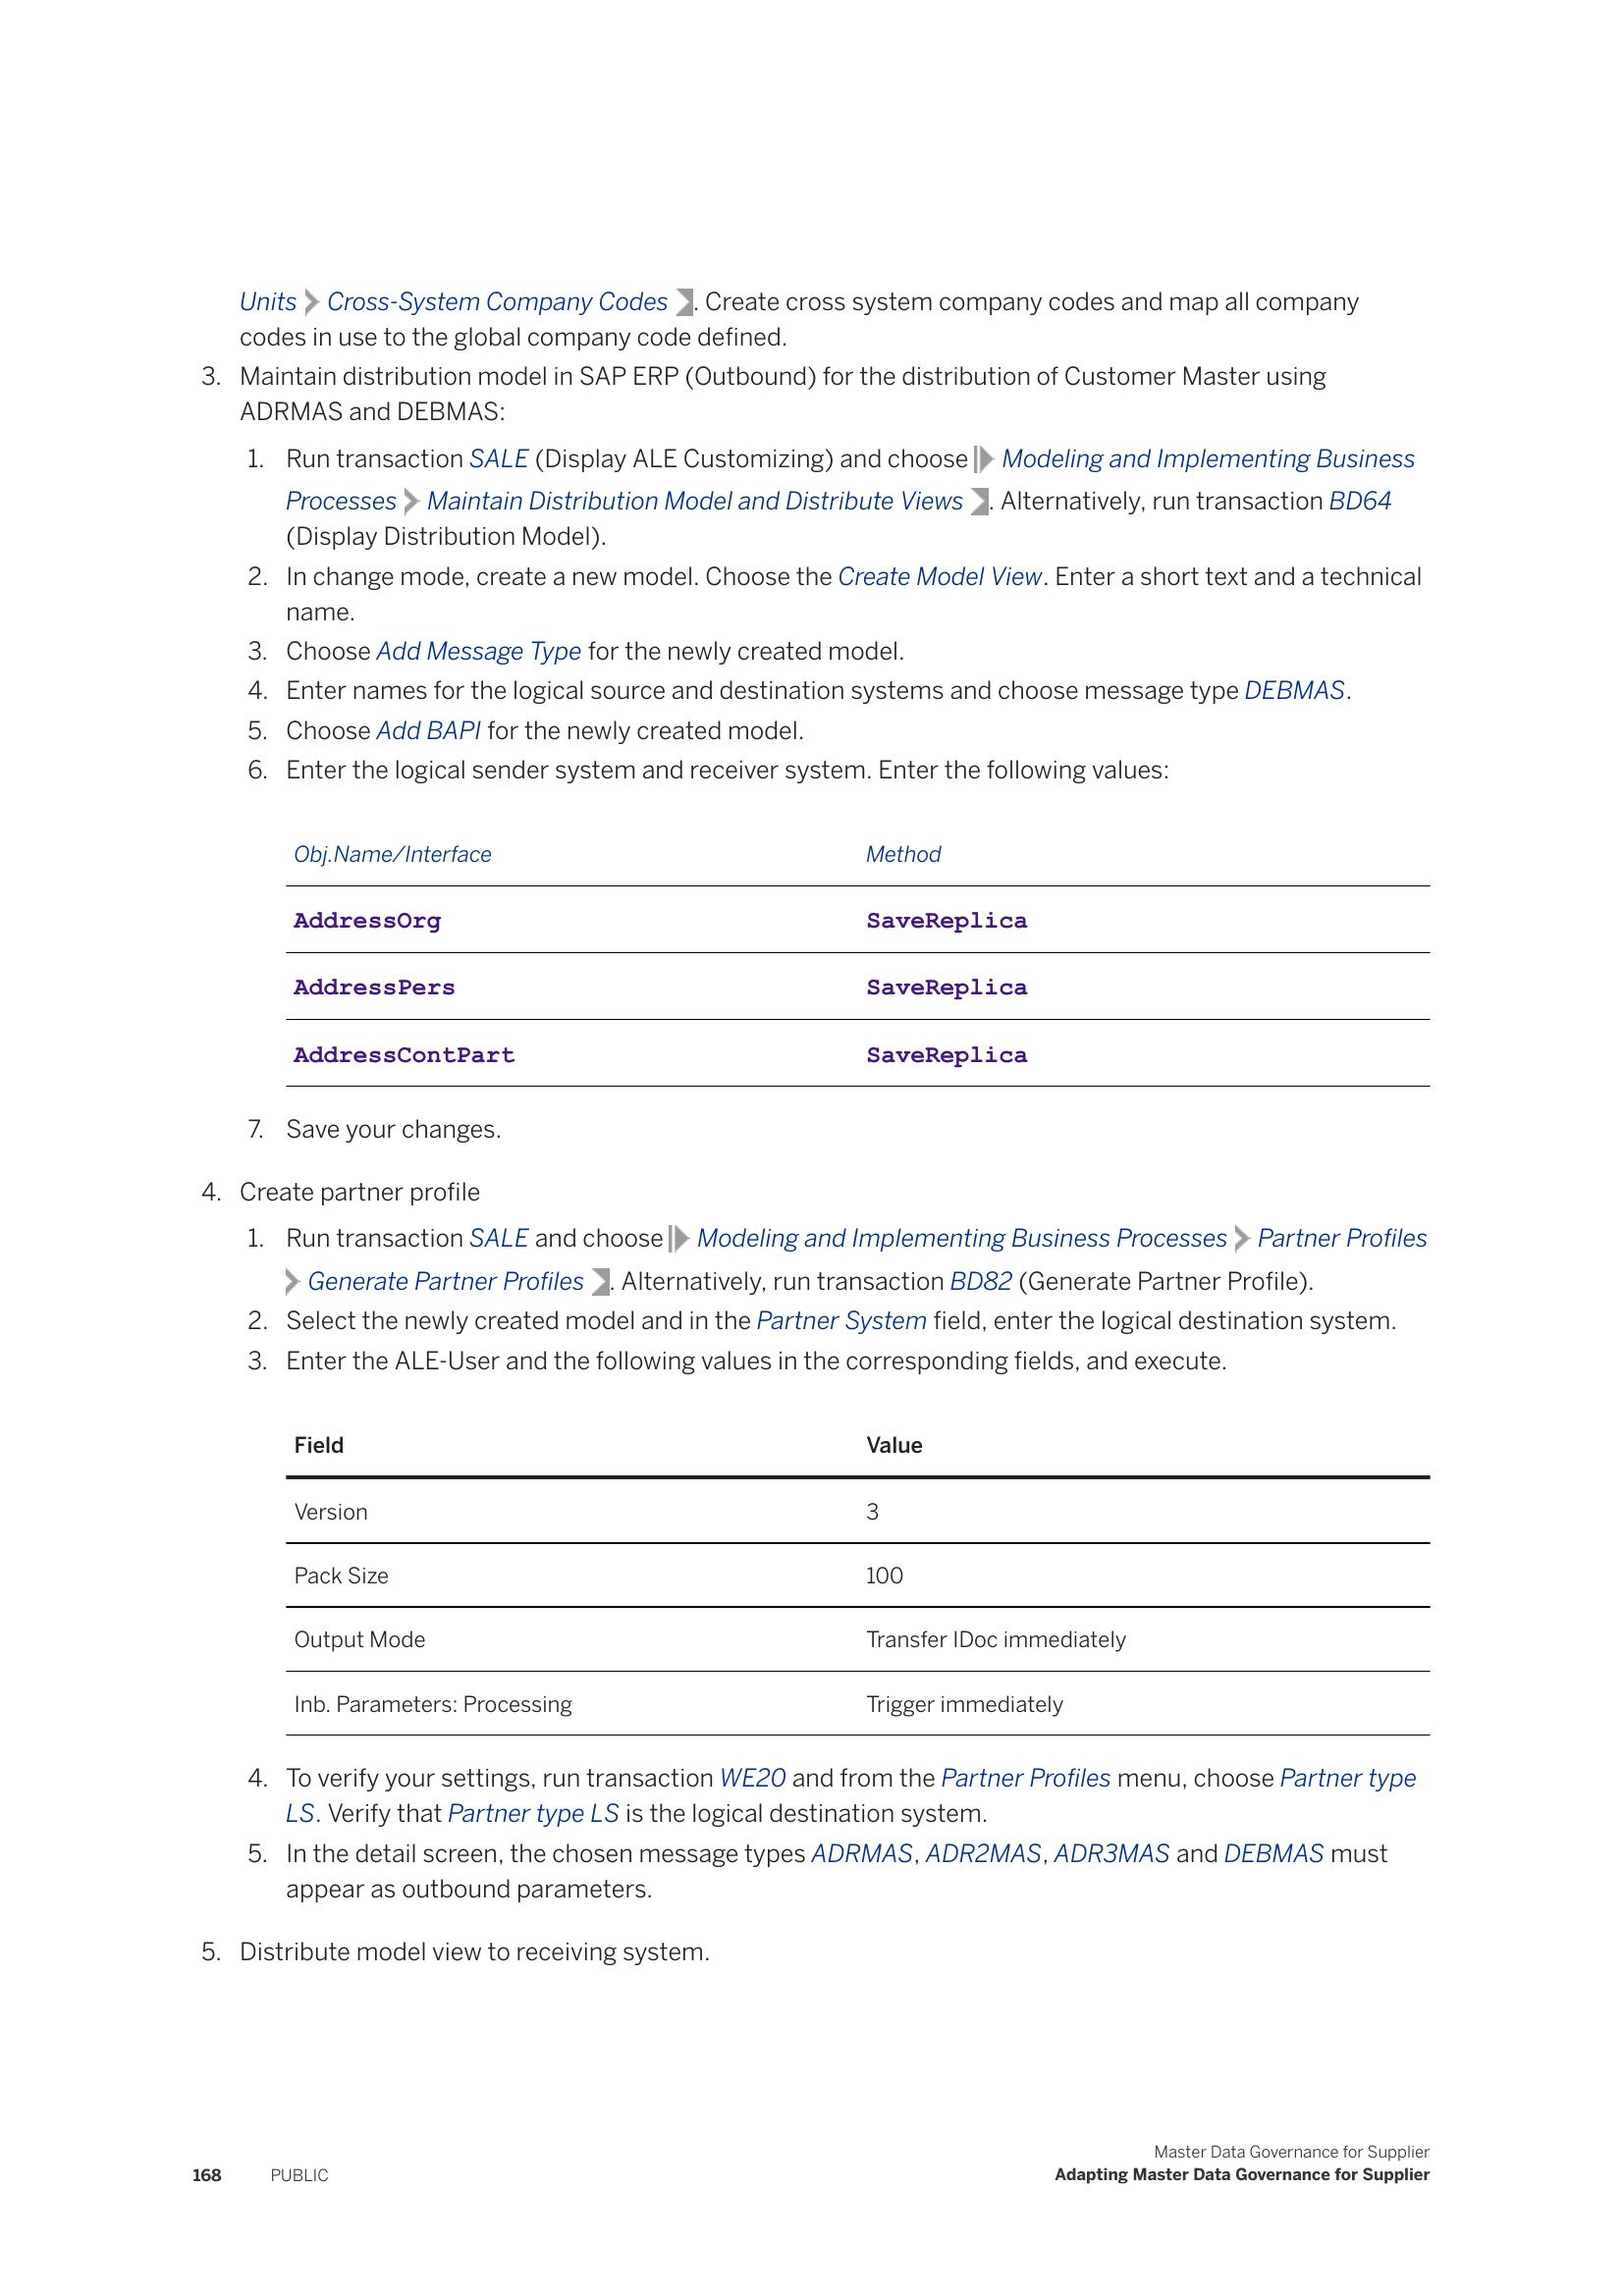 Units > Cross-System Company Codes . Create cross system company codes and map all company
codes in use to the global company code defined.
3. Maintain distribution model in SAP ERP (Outbound) for the distribution of Customer Master using
ADRMAS and DEBMAS:
1. Run transaction SALE (Display ALE Customizing) and choose Modeling and Implementing Business
Processes > Maintain Distribution Model and Distribute Views . Alternatively, run transaction BD64
(Display Distribution Model).
2. In change mode, create a new model. Choose the Create Model View. Enter a short text and a technical
name.
3. Choose Add Message Type for the newly created model.
4. Enter names for the logical source and destination systems and choose message type DEBMAS.
5. Choose Add BAPI for the newly created model.
6. Enter the logical sender system and receiver system. Enter the following values:
Obj.Name/Interface Method
AddressOrg SaveReplica
AddressPers SaveReplica
AddressContPart SaveReplica
7. Save your changes.
4. Create partner profile
1. Run transaction SALE and choose Modeling and Implementing Business Processes > Partner Profiles
> Generate Partner Profiles . Alternatively, run transaction BD82 (Generate Partner Profile).
2. Select the newly created model and in the Partner System field, enter the logical destination system.
3. Enter the ALE-User and the following values in the corresponding fields, and execute.
Field Value
Version 3
Pack Size 100
Output Mode Transfer IDoc immediately
Inb. Parameters: Processing Trigger immediately
4. To verify your settings, run transaction WE20 and from the Partner Profiles menu, choose Partner type
LS. Verify that Partner type LS is the logical destination system.
5. In the detail screen, the chosen message types ADRMAS, ADR2MAS, ADR3MAS and DEBMAS must
appear as outbound parameters.
5. Distribute model view to receiving system.
Master Data Governance for Supplier
168 PUBLIC Adapting Master Data Governance for Supplier